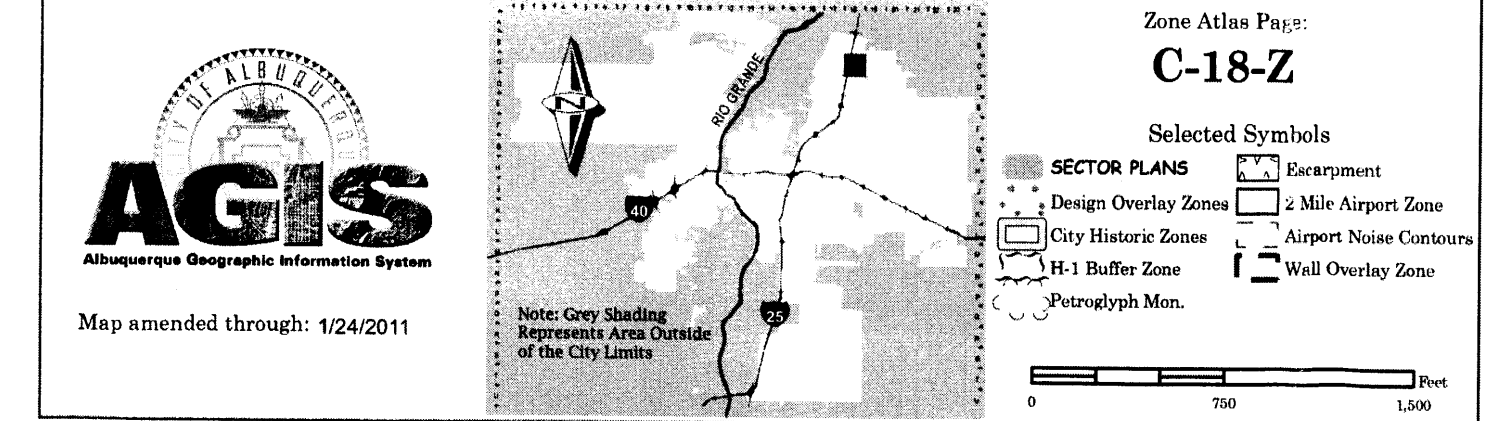 CITY OF ALBUQUERQUE
AGIS
Albuquerque Geographic Information System
Map amended through: 1/24/2011
N
RIO GRANDE
40
25
Note: Grey Shading
Represents Area Outside
of the City Limits
Zone Atlas Page:
C-18-Z
Selected Symbols
SECTOR PLANS
Escarpment
Design Overlay Zones
2 Mile Airport Zone
City Historic Zones
Airport Noise Contours
H-1 Buffer Zone
Wall Overlay Zone
Petroglyph Mon.
Feet
0 750 1,500